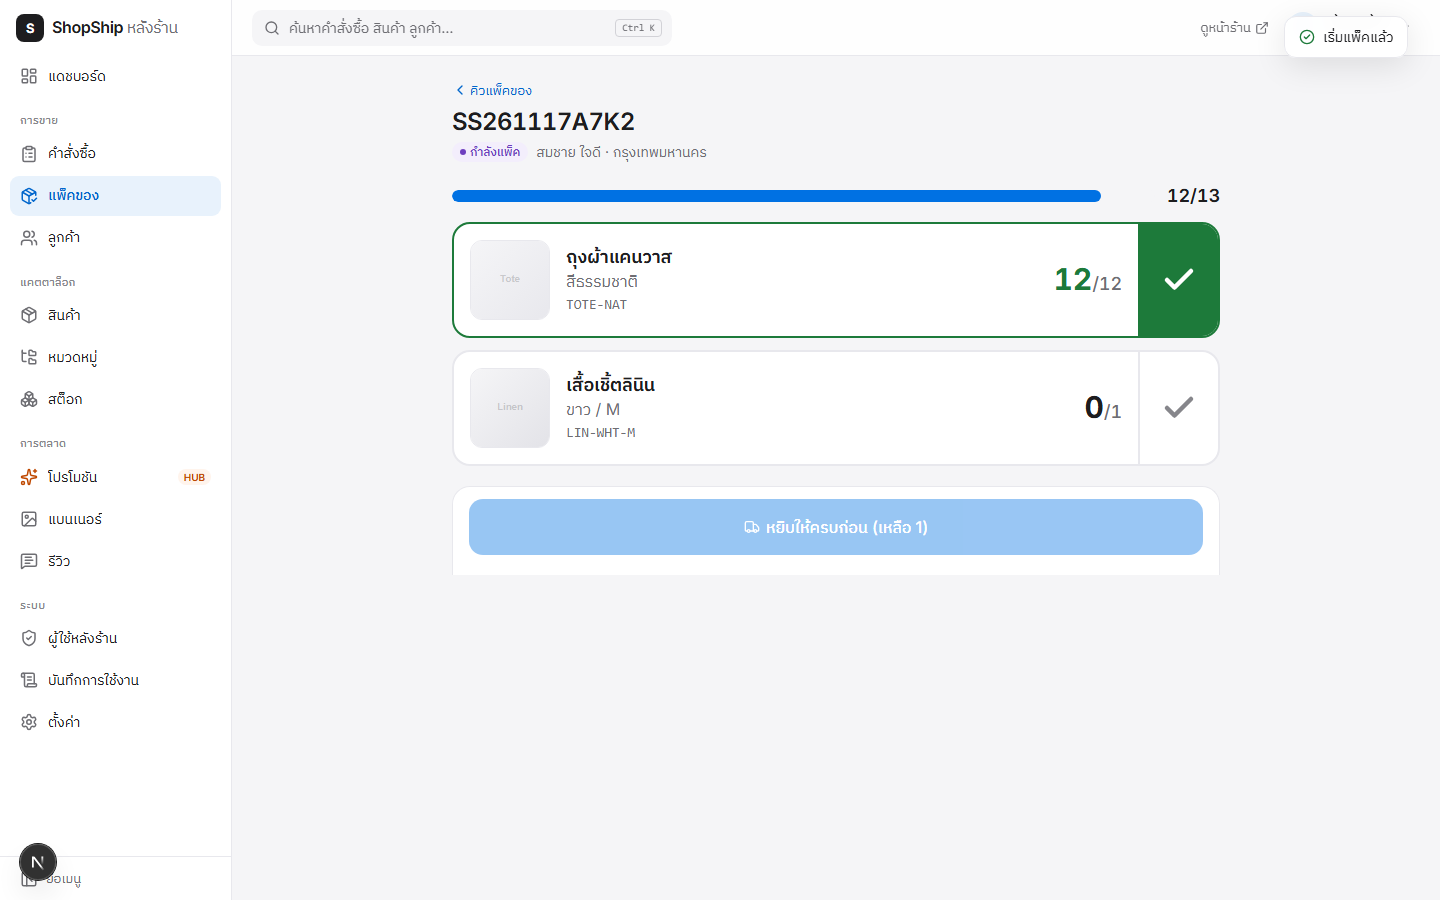 S ShopShip หลังร้าน
ค้นหาคำสั่งซื้อ สินค้า ลูกค้า... Ctrl K
ดูหน้าร้าน
เริ่มแพ็คแล้ว
แดชบอร์ด
การขาย
คำสั่งซื้อ
แพ็คของ
ลูกค้า
แคตตาล็อก
สินค้า
หมวดหมู่
สต็อก
การตลาด
โปรโมชัน HUB
แบนเนอร์
รีวิว
ระบบ
ผู้ใช้หลังร้าน
บันทึกการใช้งาน
ตั้งค่า
N
คิวแพ็คของ
SS261117A7K2
กำลังแพ็ค สมชาย ใจดี · กรุงเทพมหานคร
12/13
Tote
ถุงผ้าแคนวาส
สีธรรมชาติ
TOTE-NAT
12/12
Linen
เสื้อเชิ้ตลินิน
ขาว / M
LIN-WHT-M
0/1
หยิบให้ครบก่อน (เหลือ 1)